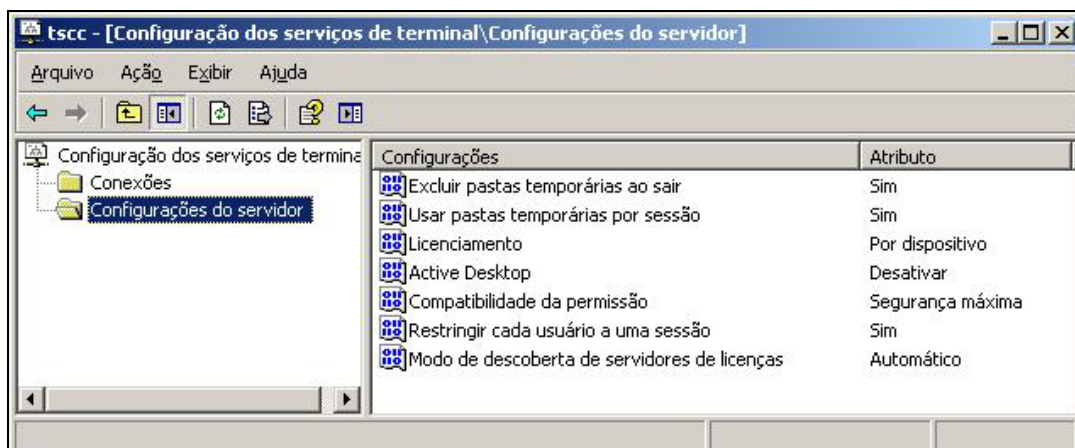 tscc - [Configuração dos serviços de terminal\Configurações do servidor]
Arquivo Ação Exibir Ajuda
Configuração dos serviços de termina
Conexões
Configurações do servidor
Configurações Atributo
Excluir pastas temporárias ao sair Sim
Usar pastas temporárias por sessão Sim
Licenciamento Por dispositivo
Active Desktop Desativar
Compatibilidade da permissão Segurança máxima
Restringir cada usuário a uma sessão Sim
Modo de descoberta de servidores de licenças Automático